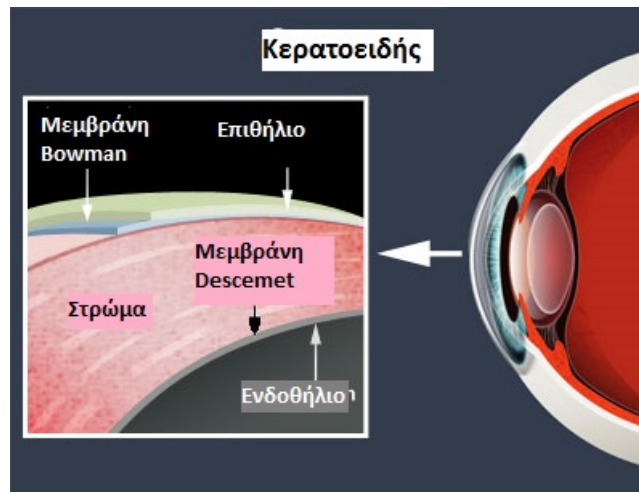 Κερατοειδής
Μεμβράνη
Bowman
Επιθήλιο
Μεμβράνη
Descemet
Στρώμα
Ενδοθήλιο